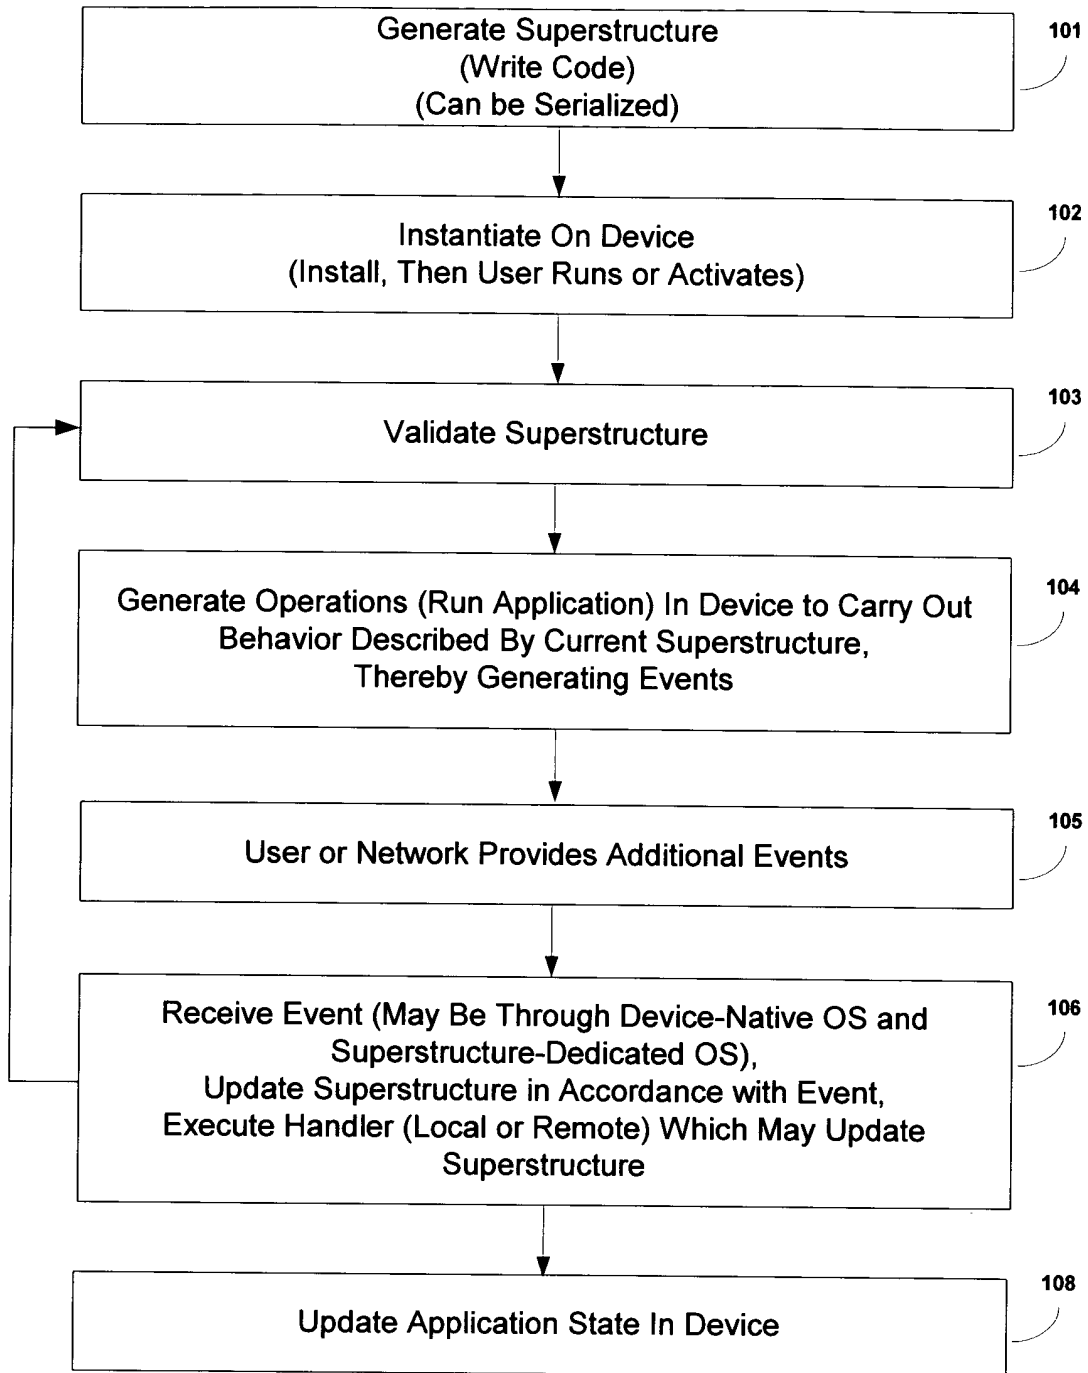 Generate Superstructure
(Write Code)
(Can be Serialized)
101
Instantiate On Device
(Install, Then User Runs or Activates)
102
Validate Superstructure
103
Generate Operations (Run Application) In Device to Carry Out
Behavior Described By Current Superstructure,
Thereby Generating Events
104
User or Network Provides Additional Events
105
Receive Event (May Be Through Device-Native OS and
Superstructure-Dedicated OS),
Update Superstructure in Accordance with Event,
Execute Handler (Local or Remote) Which May Update
Superstructure
106
Update Application State In Device
108